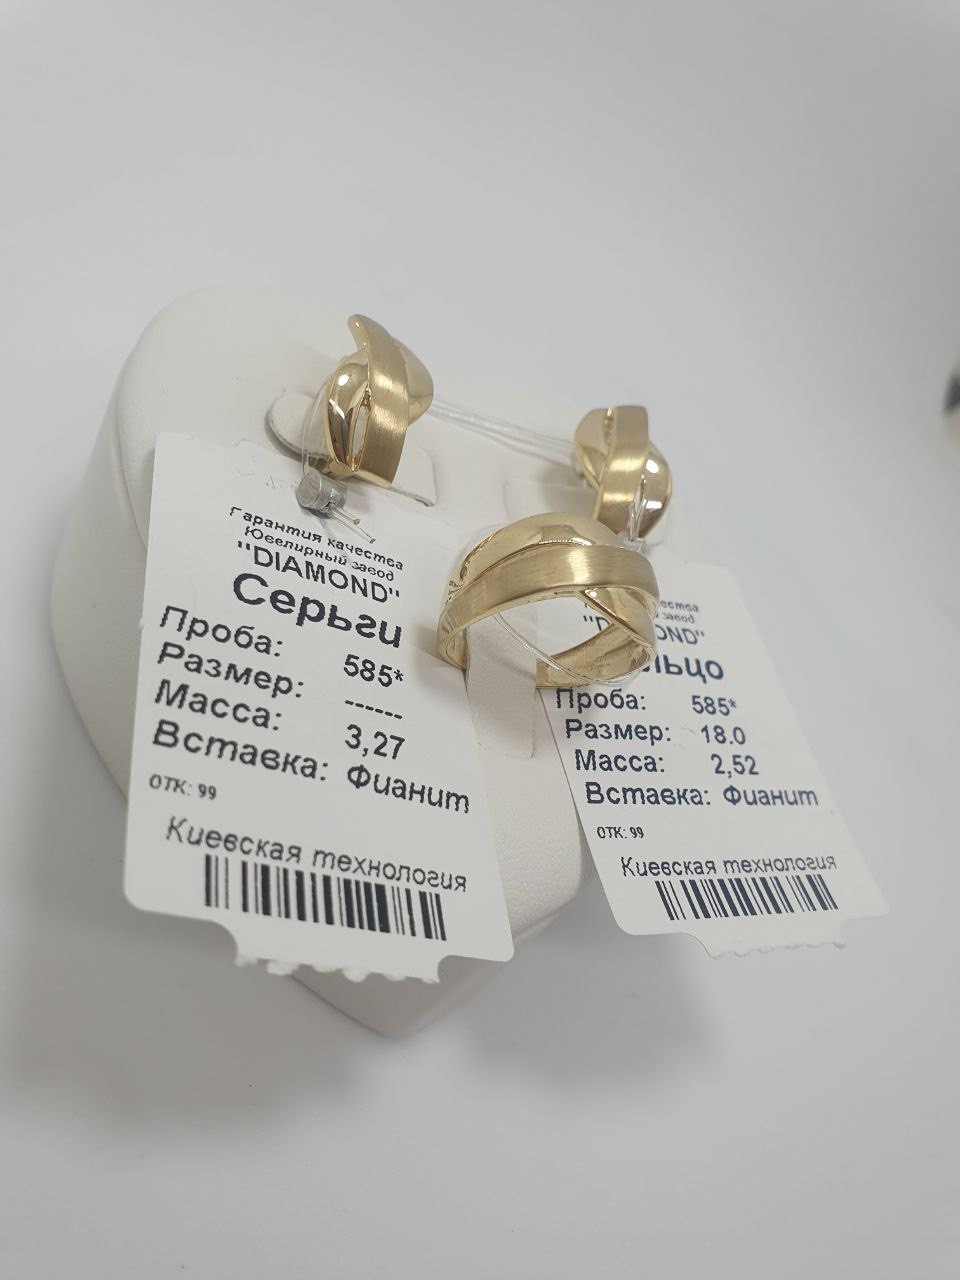 Гарантия качества
Ювелирный завод
"DIAMOND"
Серьги
Проба: 585*
Размер: ------
Масса: 3,27
Вставка: Фианит
ОТК: 99
Киевская технология
Проба: 585*
Размер: 18.0
Масса: 2,52
Вставка: Фианит
ОТК: 99
Киевская технология